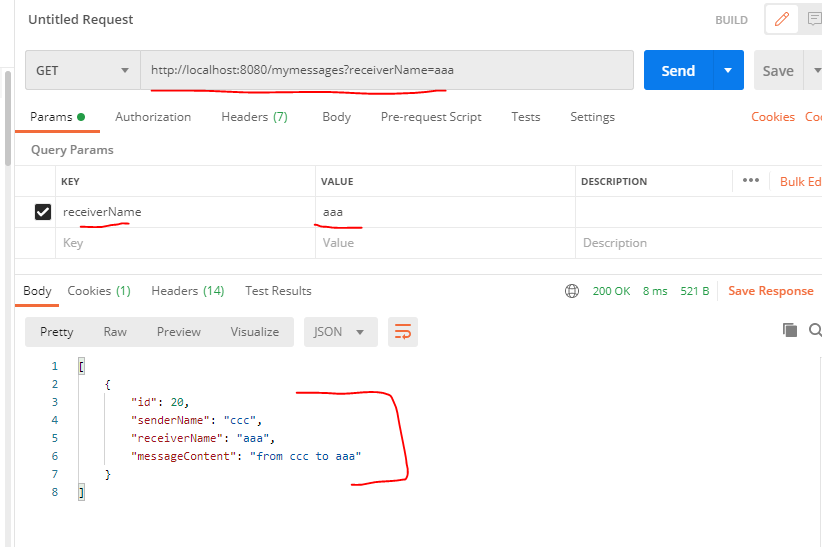 Untitled Request BUILD
GET http://localhost:8080/mymessages?receiverName=aaa Send Save
Params Authorization Headers (7) Body Pre-request Script Tests Settings Cookies Co
Query Params
KEY VALUE DESCRIPTION ••• Bulk Ed
receiverName aaa
Key Value Description
Body Cookies (1) Headers (14) Test Results 200 OK 8 ms 521 B Save Response
Pretty Raw Preview Visualize JSON
1 [
2 {
3 "id": 20,
4 "senderName": "ccc",
5 "receiverName": "aaa",
6 "messageContent": "from ccc to aaa"
7 }
8 ]